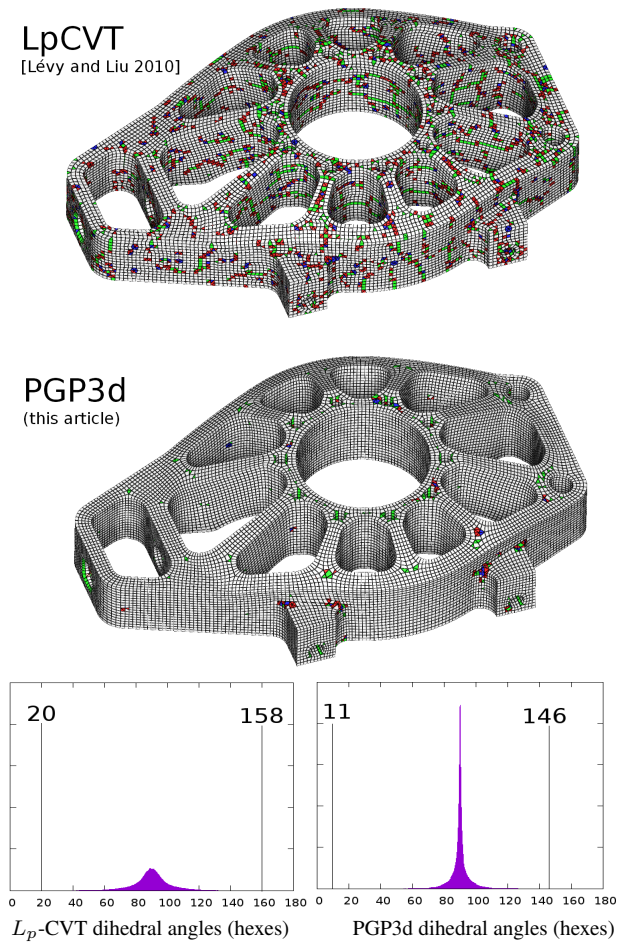 LpCVT
[Lévy and Liu 2010]
PGP3d
(this article)
20
158
0 20 40 60 80 100 120 140 160 180
11
146
0 20 40 60 80 100 120 140 160 180
Lp-CVT dihedral angles (hexes)
PGP3d dihedral angles (hexes)